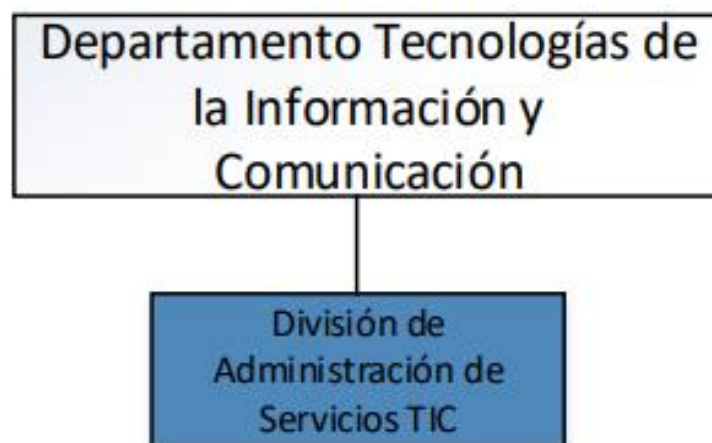 Departamento Tecnologías de
la Información y
Comunicación
División de
Administración de
Servicios TIC